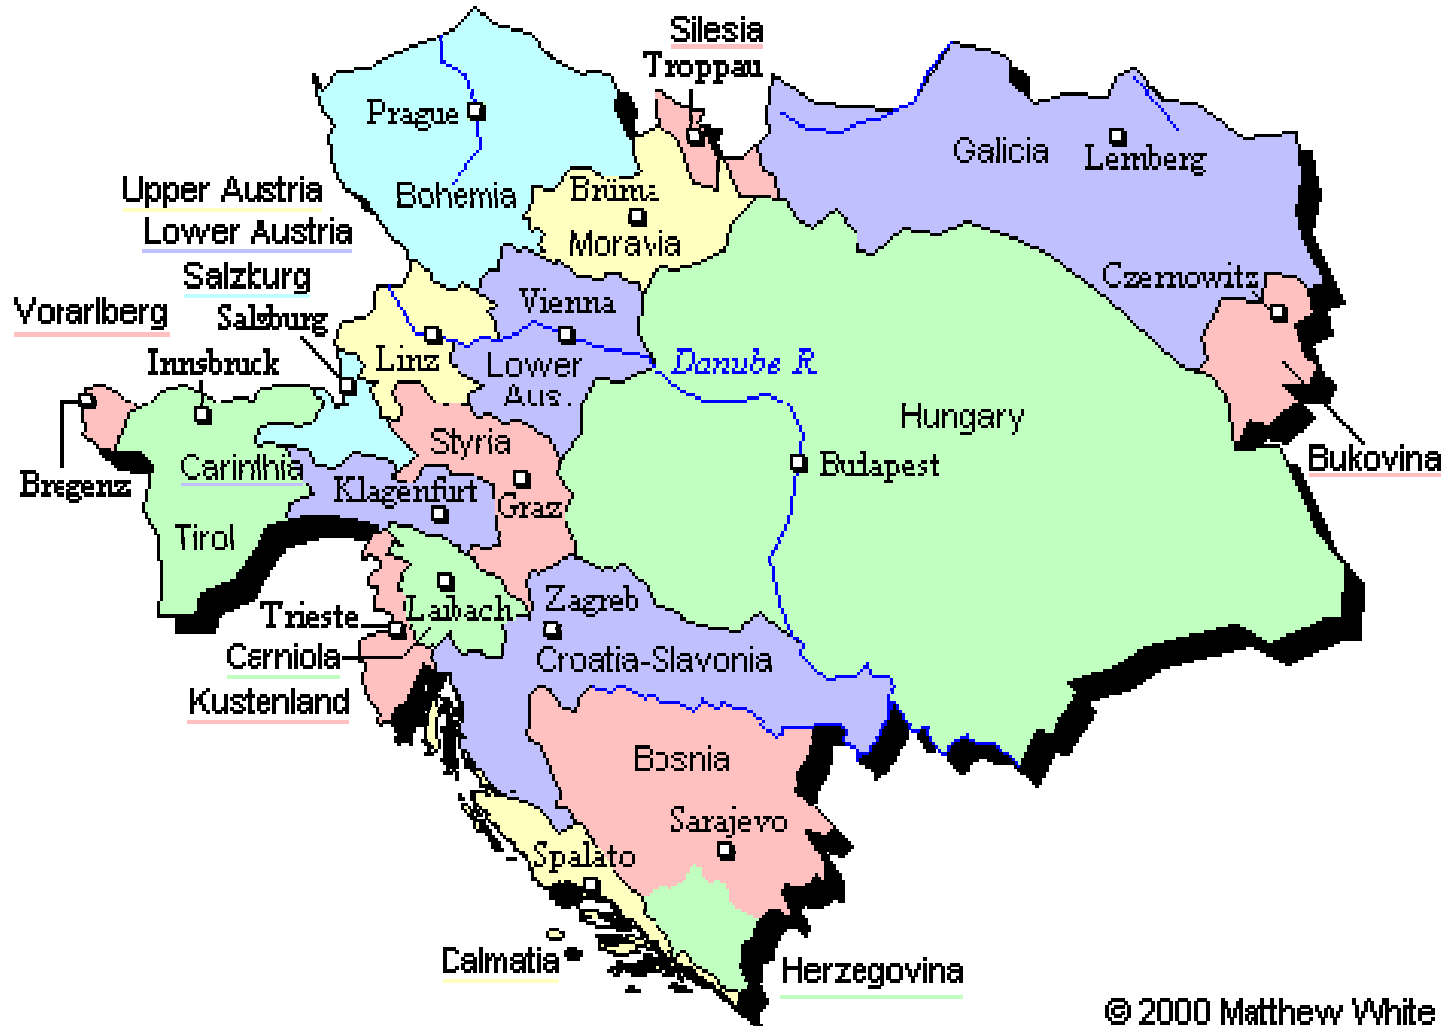 Silesia
Troppau
Prague
Bohemia
Galicia
Lemberg
Upper Austria
Lower Austria
Moravia
Salzburg
Salzburg
Vorarlberg
Czernowitz
Vienna
Innsbruck
Linz
Lower
Aus.
Danube R
Hungary
Styria
Budapest
Bukovina
Carinthia
Klagenfurt
Bregenz
Graz
Tirol
Trieste
Laibach
Zagreb
Carniola
Croatia-Slavonia
Kustenland
Bosnia
Sarajevo
Spalato
Dalmatia
Herzegovina
© 2000 Matthew White